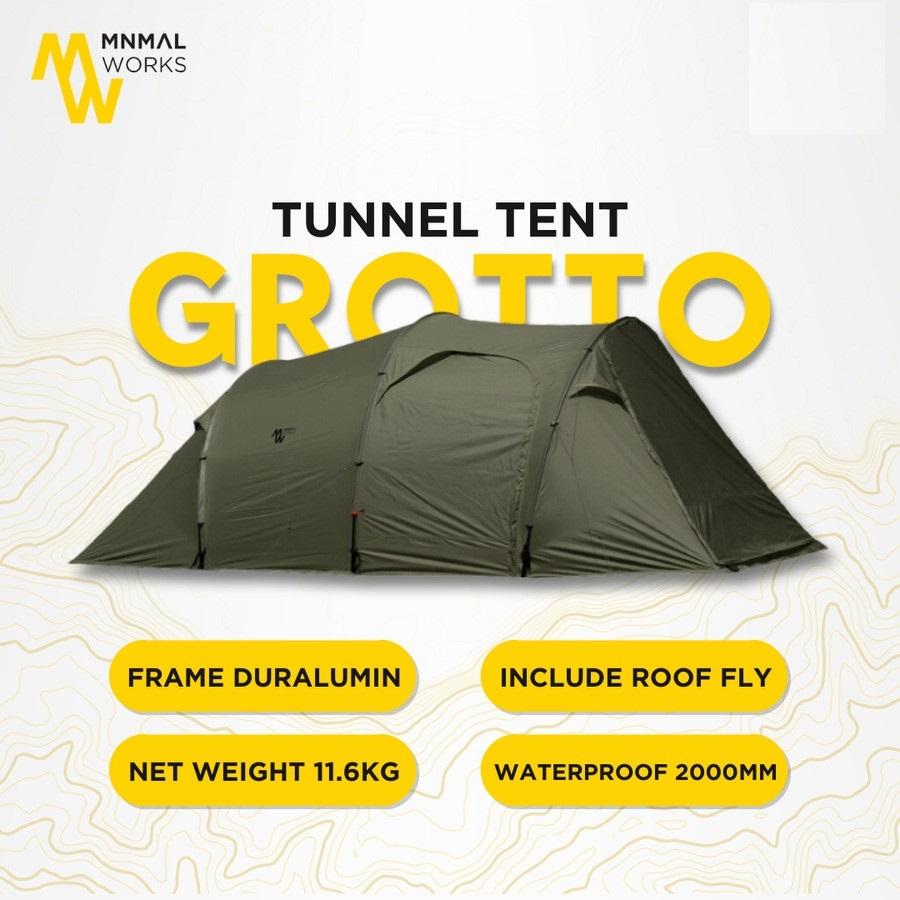 MNMAL
WORKS
TUNNEL TENT
GROTTO
FRAME DURALUMIN
INCLUDE ROOF FLY
NET WEIGHT 11.6KG
WATERPROOF 2000MM